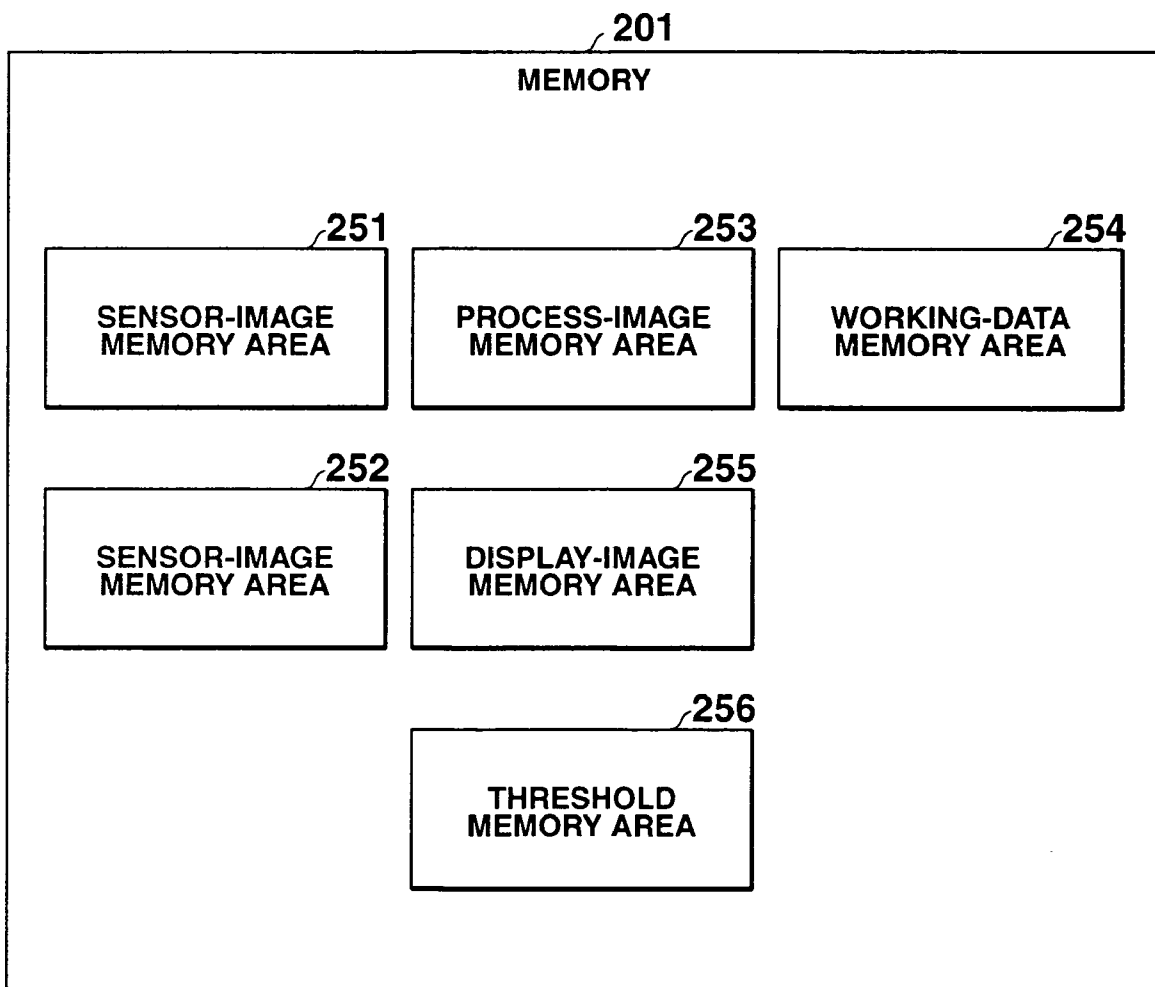 201
MEMORY
251
SENSOR-IMAGE
MEMORY AREA
253
PROCESS-IMAGE
MEMORY AREA
254
WORKING-DATA
MEMORY AREA
252
SENSOR-IMAGE
MEMORY AREA
255
DISPLAY-IMAGE
MEMORY AREA
256
THRESHOLD
MEMORY AREA